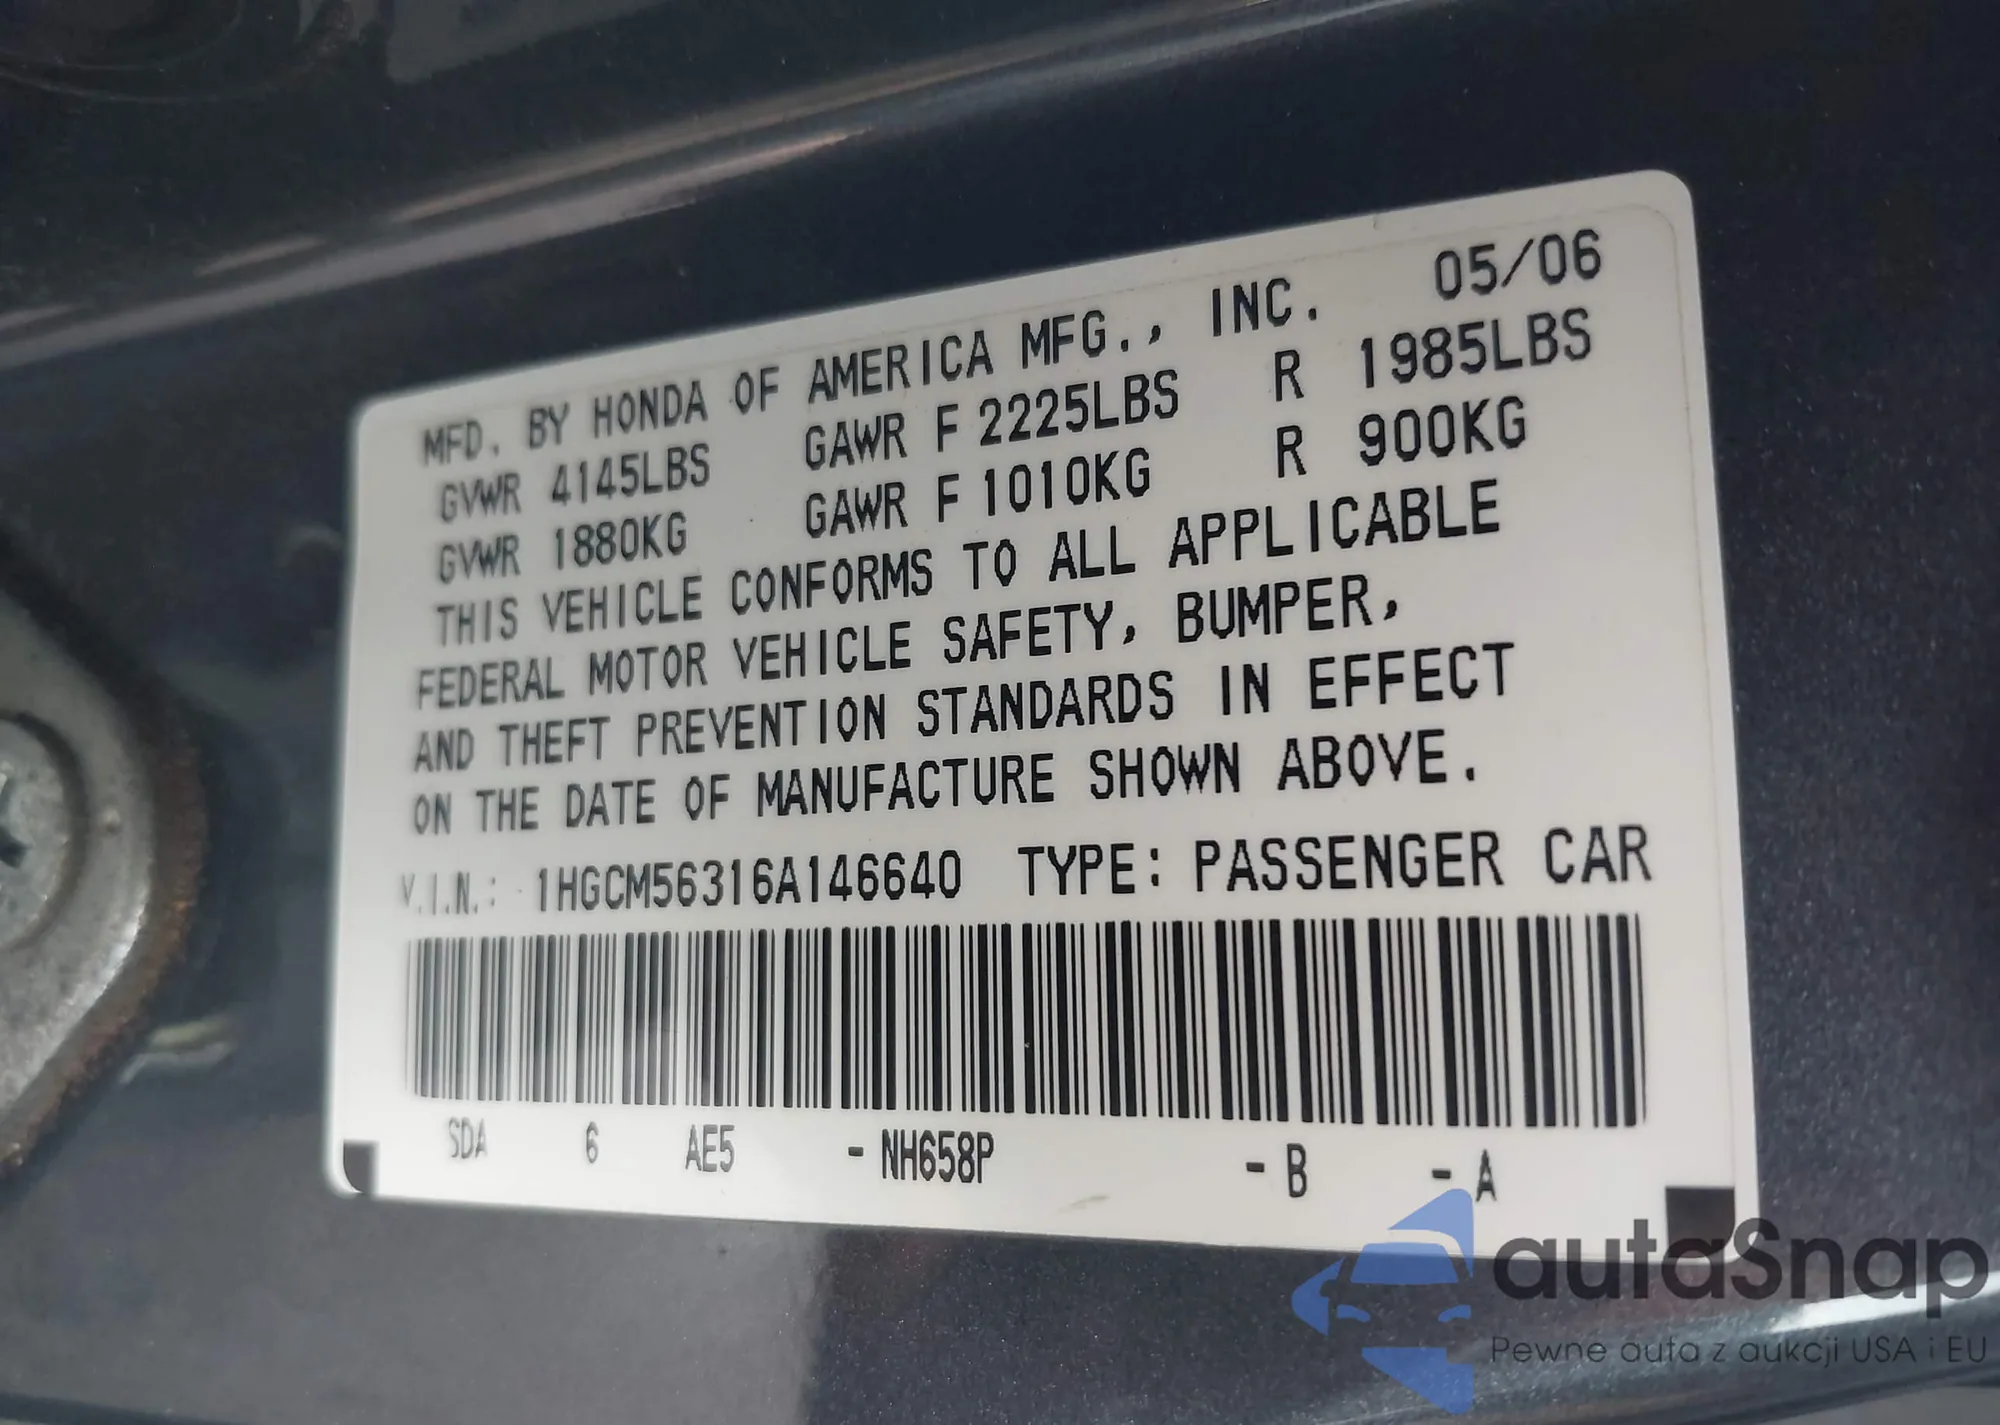 MFD. BY HONDA OF AMERICA MFG., INC. 05/06
GVWR 4145LBS GAWR F 2225LBS R 1985LBS
GVWR 1880KG GAWR F 1010KG R 900KG
THIS VEHICLE CONFORMS TO ALL APPLICABLE
FEDERAL MOTOR VEHICLE SAFETY, BUMPER,
AND THEFT PREVENTION STANDARDS IN EFFECT
ON THE DATE OF MANUFACTURE SHOWN ABOVE.
V.I.N.: 1HGCM56316A146640 TYPE: PASSENGER CAR
SDA 6 AE5 - NH658P - B - A
autaSnap
Pewne auta z aukcji USA i EU